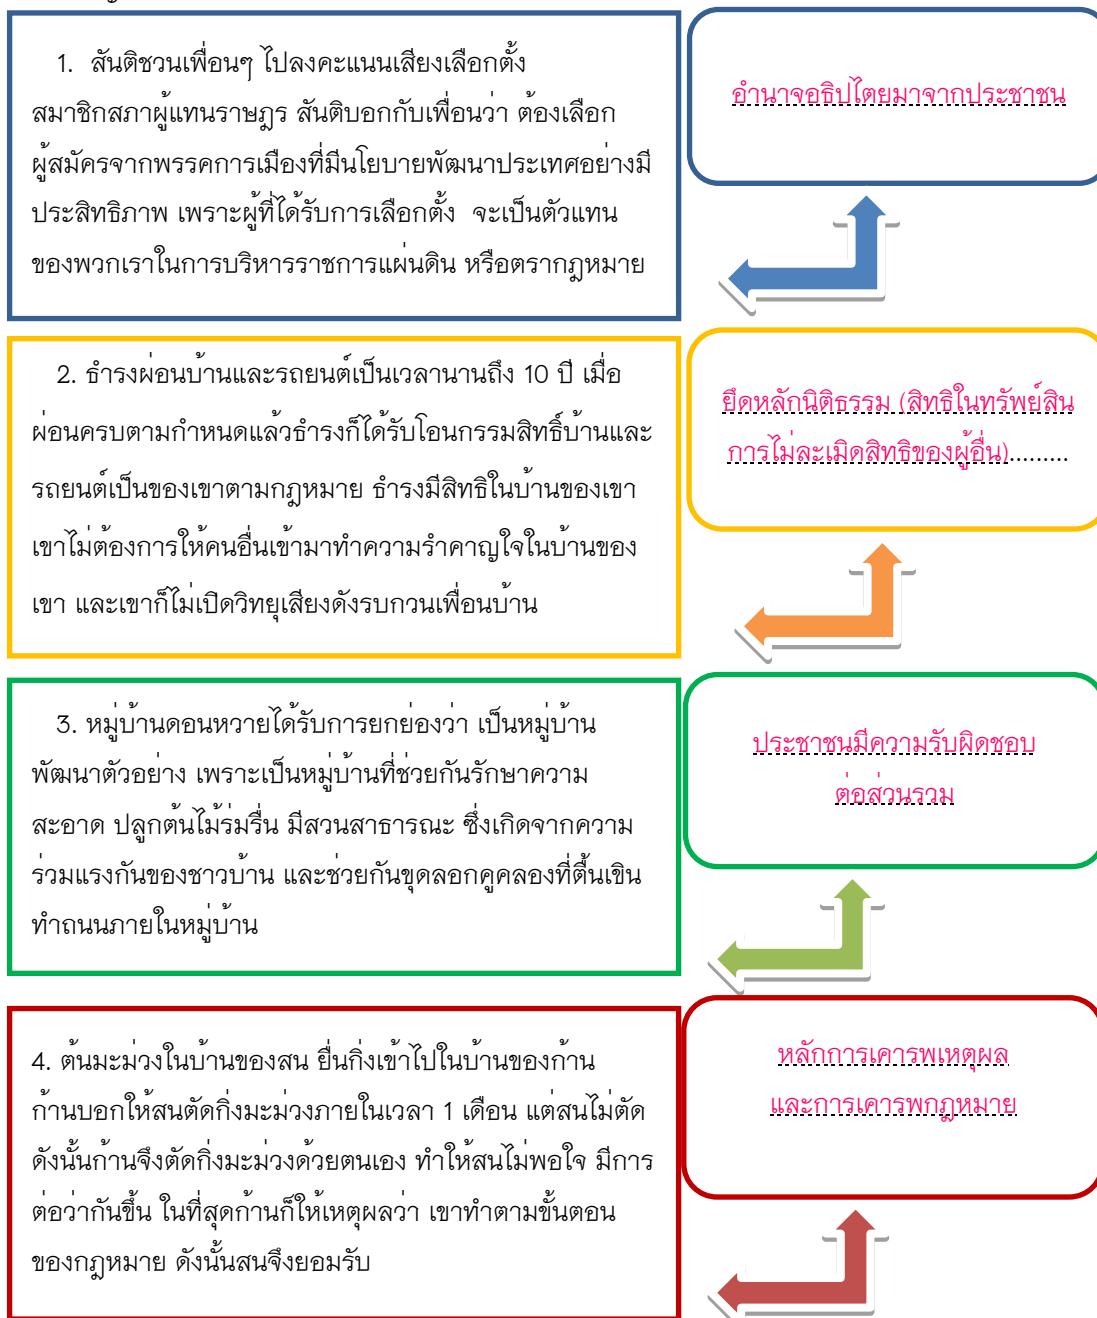 1. สันติชวนเพื่อนๆ ไปลงคะแนนเสียงเลือกตั้ง
สมาชิกสภาผู้แทนราษฎร สันติบอกกับเพื่อนว่า ต้องเลือก
ผู้สมัครจากพรรคการเมืองที่มีนโยบายพัฒนาประเทศอย่างมี
ประสิทธิภาพ เพราะผู้ที่ได้รับการเลือกตั้ง จะเป็นตัวแทน
ของพวกเราในการบริหารราชการแผ่นดิน หรือตรากฎหมาย
อำนาจอธิปไตยมาจากประชาชน
2. ธำรงผ่อนบ้านและรถยนต์เป็นเวลานานถึง 10 ปี เมื่อ
ผ่อนครบตามกำหนดแล้วธำรงก็ได้รับโอนกรรมสิทธิ์บ้านและ
รถยนต์เป็นของเขาตามกฎหมาย ธำรงมีสิทธิในบ้านของเขา
เขาไม่ต้องการให้คนอื่นเข้ามาทำความรำคาญใจในบ้านของ
เขา และเขาก็ไม่เปิดวิทยุเสียงดังรบกวนเพื่อนบ้าน
ยึดหลักนิติธรรม (สิทธิในทรัพย์สิน
การไม่ละเมิดสิทธิของผู้อื่น).........
3. หมู่บ้านดอนหวายได้รับการยกย่องว่า เป็นหมู่บ้าน
พัฒนาตัวอย่าง เพราะเป็นหมู่บ้านที่ช่วยกันรักษาความ
สะอาด ปลูกต้นไม้ร่มรื่น มีสวนสาธารณะ ซึ่งเกิดจากความ
ร่วมแรงกันของชาวบ้าน และช่วยกันขุดลอกคูคลองที่ตื้นเขิน
ทำถนนภายในหมู่บ้าน
ประชาชนมีความรับผิดชอบ
ต่อส่วนรวม
4. ต้นมะม่วงในบ้านของสน ยื่นกิ่งเข้าไปในบ้านของก้าน
ก้านบอกให้สนตัดกิ่งมะม่วงภายในเวลา 1 เดือน แต่สนไม่ตัด
ดังนั้นก้านจึงตัดกิ่งมะม่วงด้วยตนเอง ทำให้สนไม่พอใจ มีการ
ต่อว่ากันขึ้น ในที่สุดก้านก็ให้เหตุผลว่า เขาทำตามขั้นตอน
ของกฎหมาย ดังนั้นสนจึงยอมรับ
หลักการเคารพเหตุผล
และการเคารพกฎหมาย